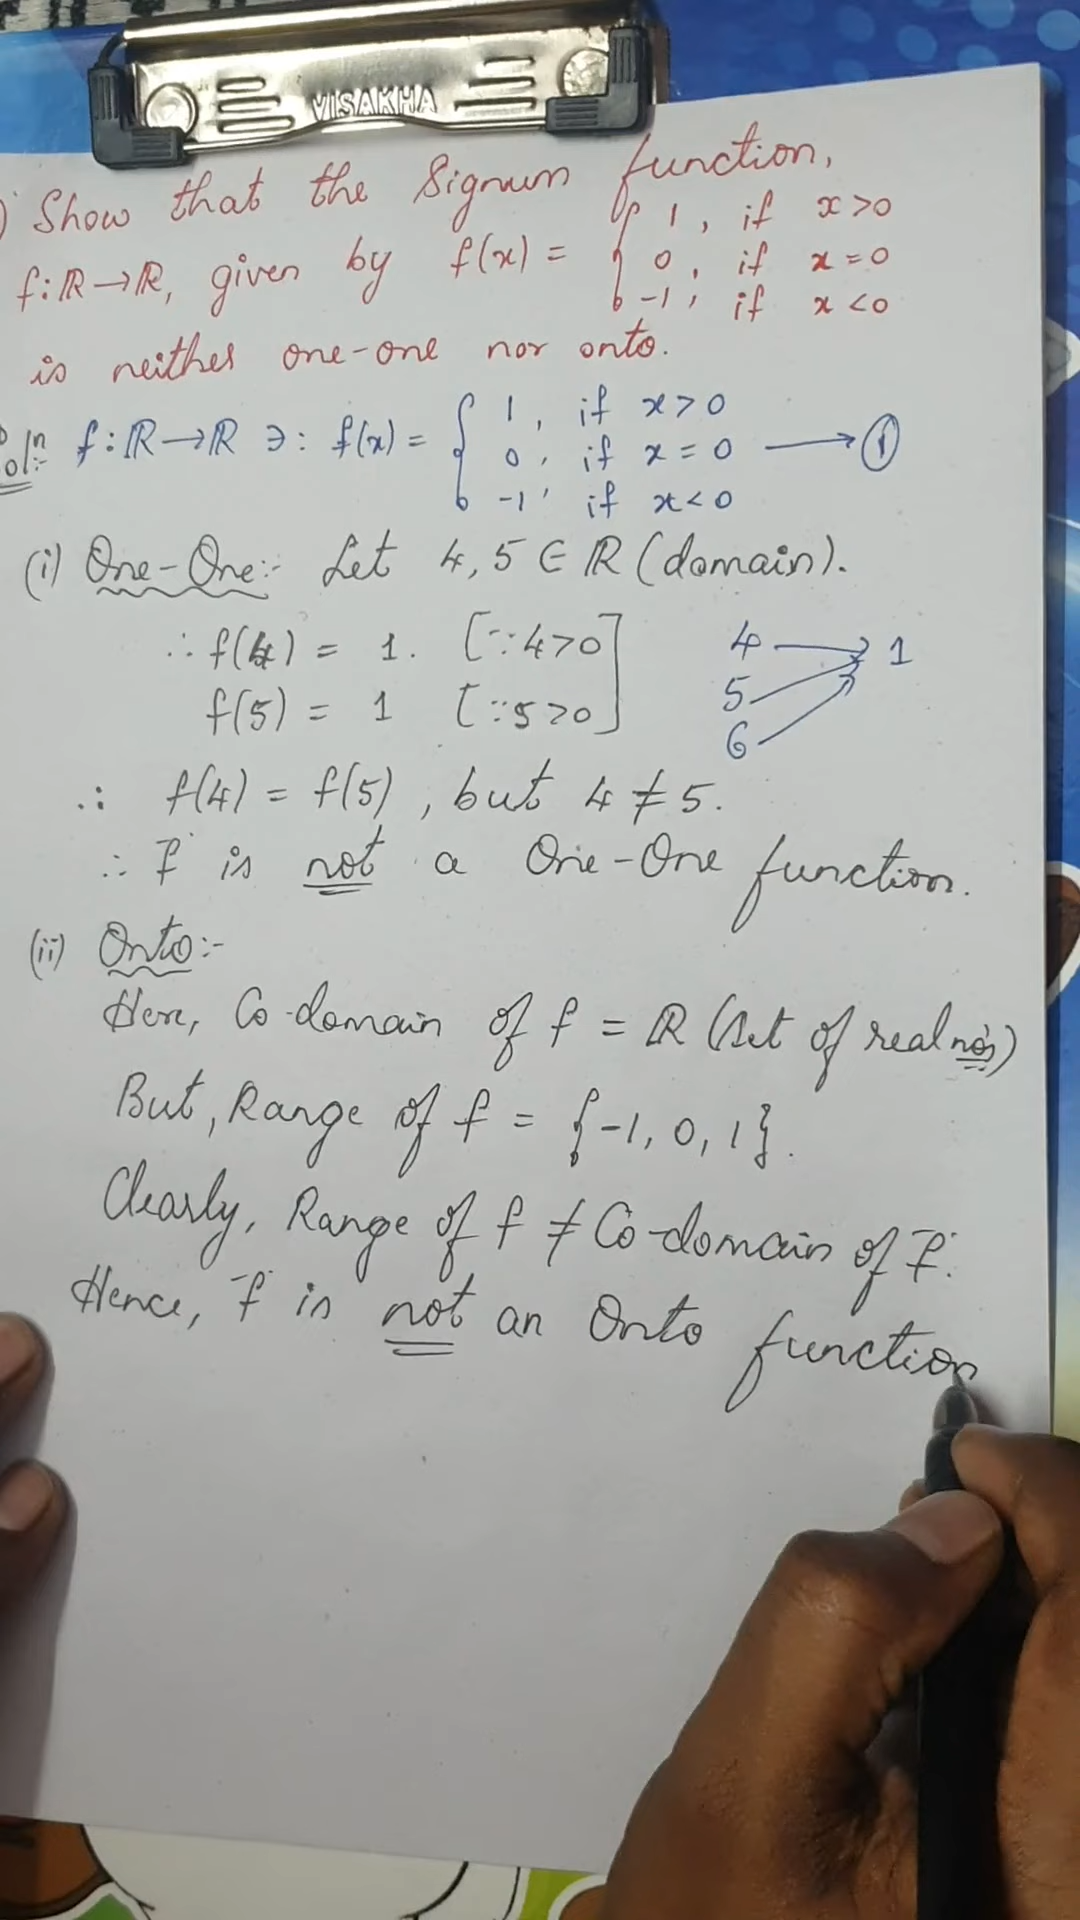 VISAKHA
) Show that the Signum function,
f:ℝ→ℝ, given by f(x) = { 1, if x>0
0, if x=0
-1, if x<0
is neither one-one nor onto.
Soln:- f:ℝ→ℝ ∋: f(x) = { 1, if x>0
0, if x=0 → ①
-1, if x<0
(i) One-One:- Let 4,5 ∈ ℝ (domain).
∴ f(4) = 1. [∵4>0]
f(5) = 1 [∵5>0]
4 → 1
5
6
∴ f(4) = f(5), but 4 ≠ 5.
∴ 'f' is not a One-One function.
(ii) Onto:-
Here, Co-domain of f = ℝ (Set of real nos)
But, Range of f = {-1, 0, 1}.
Clearly, Range of f ≠ Co-domain of 'f'.
Hence, 'f' is not an Onto function